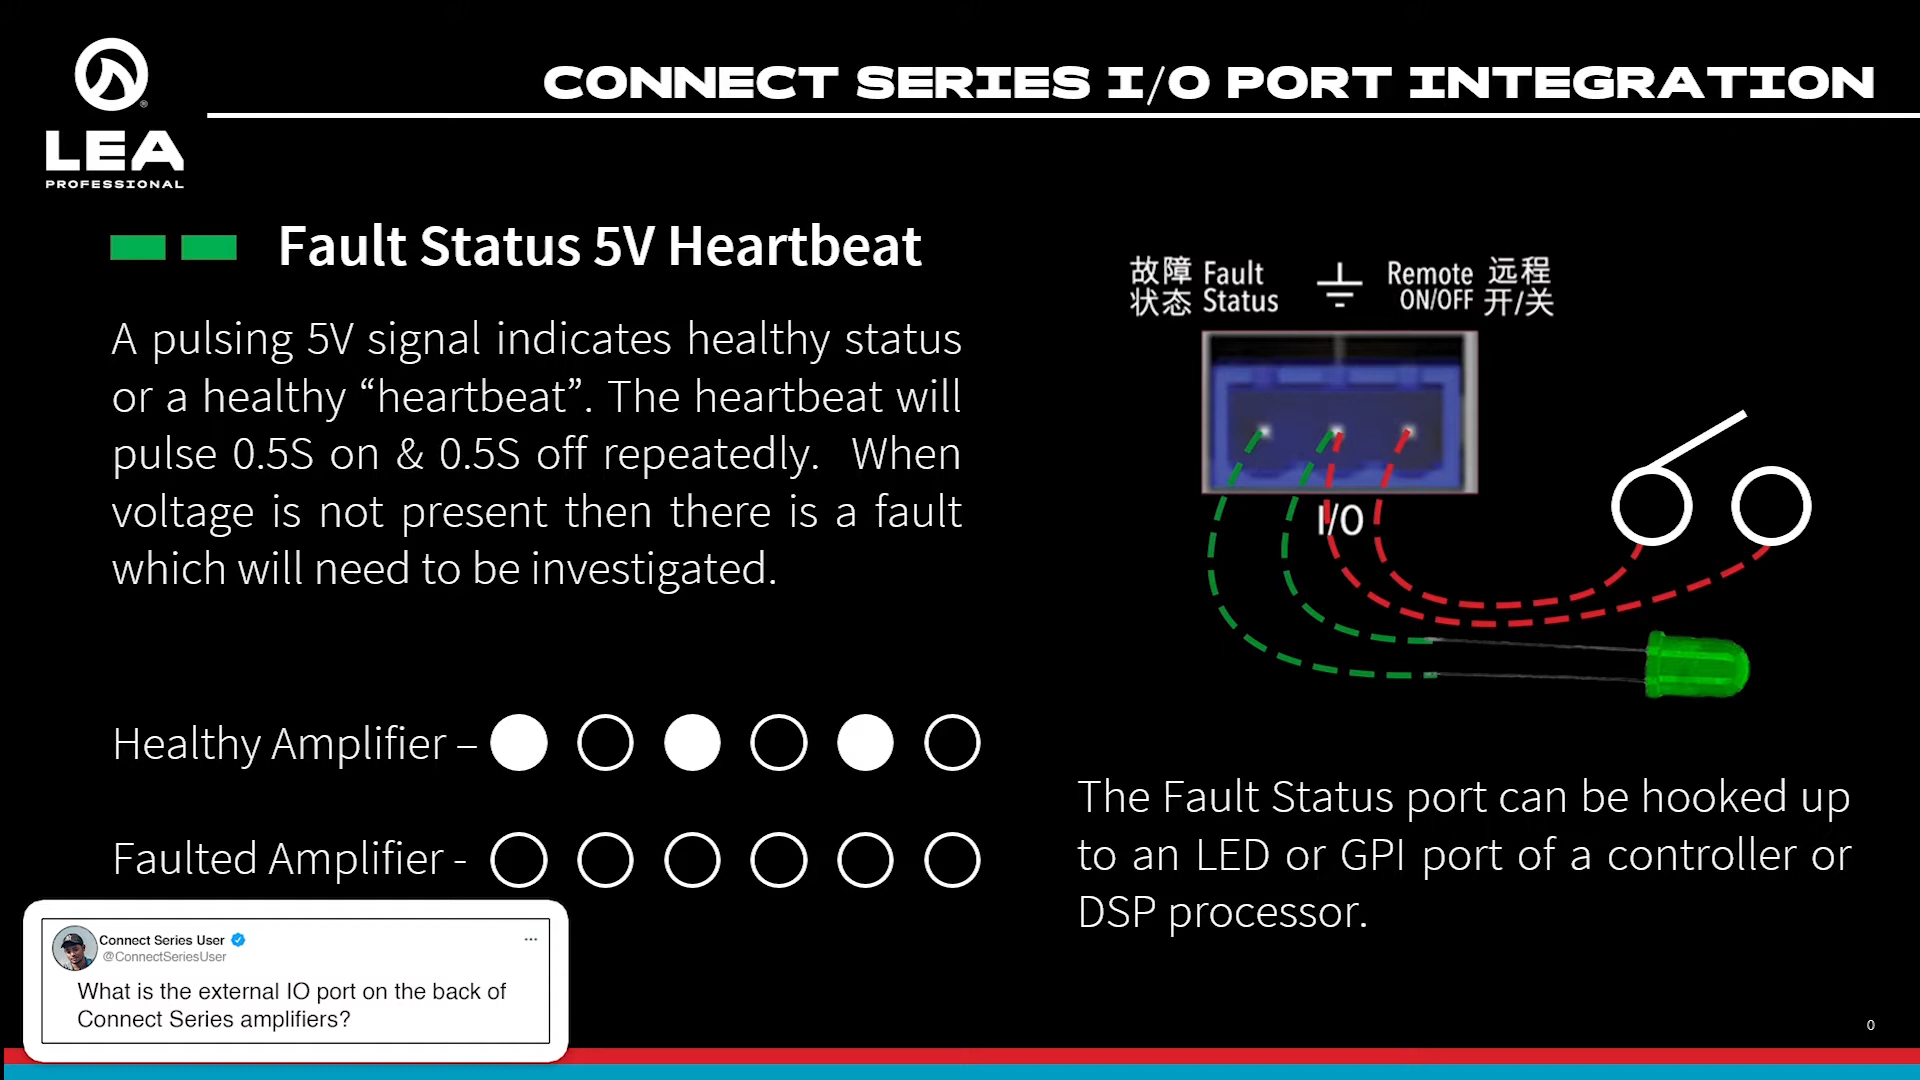 CONNECT SERIES I/O PORT INTEGRATION
®
LEA
PROFESSIONAL
Fault Status 5V Heartbeat
A pulsing 5V signal indicates healthy status
or a healthy “heartbeat”. The heartbeat will
pulse 0.5S on & 0.5S off repeatedly. When
voltage is not present then there is a fault
which will need to be investigated.
Healthy Amplifier –
Faulted Amplifier -
故障 Fault
状态 Status
Remote 远程
ON/OFF 开/关
I/O
The Fault Status port can be hooked up
to an LED or GPI port of a controller or
DSP processor.
Connect Series User
@ConnectSeriesUser
What is the external IO port on the back of
Connect Series amplifiers?
0